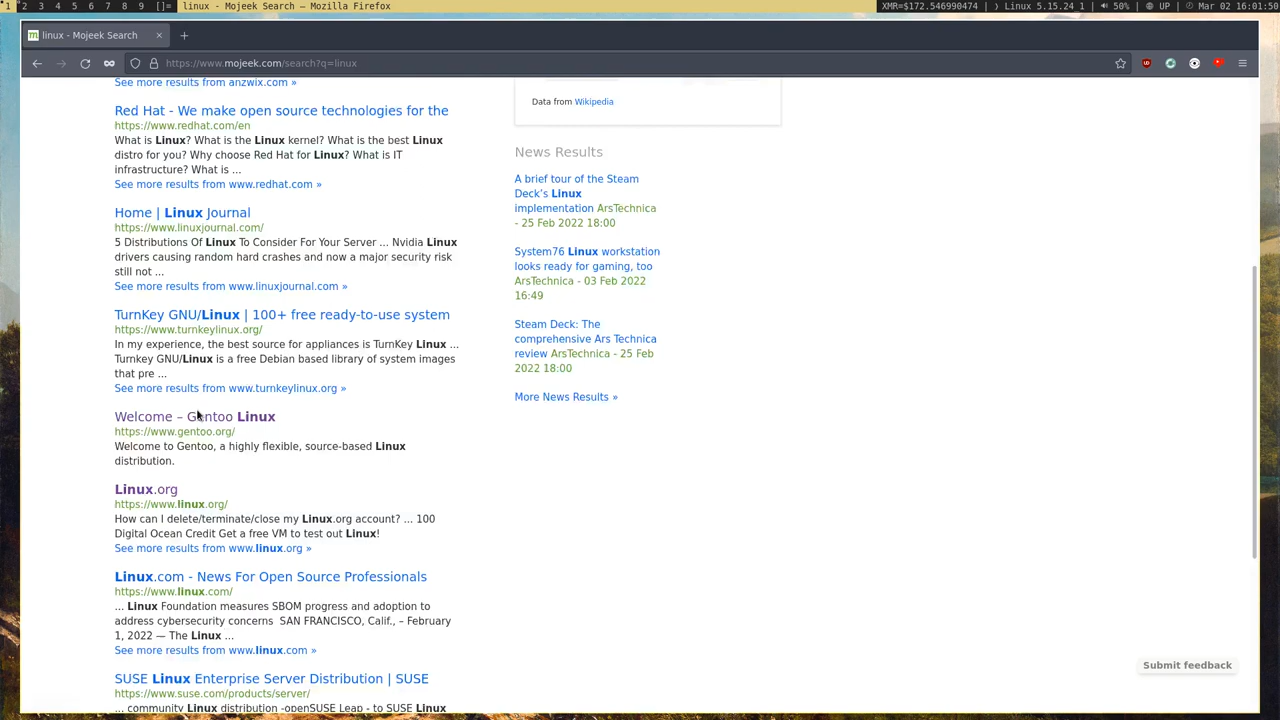 1 2 3 4 5 6 7 8 9 []= linux - Mojeek Search — Mozilla Firefox XMR=$172.546990474 | Linux 5.15.24_1 | 50% | UP | Mar 02 16:01:50
linux - Mojeek Search
https://www.mojeek.com/search?q=linux
See more results from anzwix.com »
Red Hat - We make open source technologies for the
https://www.redhat.com/en
What is Linux? What is the Linux kernel? What is the best Linux
distro for you? Why choose Red Hat for Linux? What is IT
infrastructure? What is ...
See more results from www.redhat.com »
Home | Linux Journal
https://www.linuxjournal.com/
5 Distributions Of Linux To Consider For Your Server ... Nvidia Linux
drivers causing random hard crashes and now a major security risk
still not ...
See more results from www.linuxjournal.com »
TurnKey GNU/Linux | 100+ free ready-to-use system
https://www.turnkeylinux.org/
In my experience, the best source for appliances is TurnKey Linux ...
Turnkey GNU/Linux is a free Debian based library of system images
that pre ...
See more results from www.turnkeylinux.org »
Welcome – Gentoo Linux
https://www.gentoo.org/
Welcome to Gentoo, a highly flexible, source-based Linux
distribution.
Linux.org
https://www.linux.org/
How can I delete/terminate/close my Linux.org account? ... 100
Digital Ocean Credit Get a free VM to test out Linux!
See more results from www.linux.org »
Linux.com - News For Open Source Professionals
https://www.linux.com/
... Linux Foundation measures SBOM progress and adoption to
address cybersecurity concerns SAN FRANCISCO, Calif., – February
1, 2022 — The Linux ...
See more results from www.linux.com »
SUSE Linux Enterprise Server Distribution | SUSE
https://www.suse.com/products/server/
... community Linux distribution -openSUSE Leap - to SUSE Linux
Data from Wikipedia
News Results
A brief tour of the Steam
Deck's Linux
implementation ArsTechnica
- 25 Feb 2022 18:00
System76 Linux workstation
looks ready for gaming, too
ArsTechnica - 03 Feb 2022
16:49
Steam Deck: The
comprehensive Ars Technica
review ArsTechnica - 25 Feb
2022 18:00
More News Results »
Submit feedback